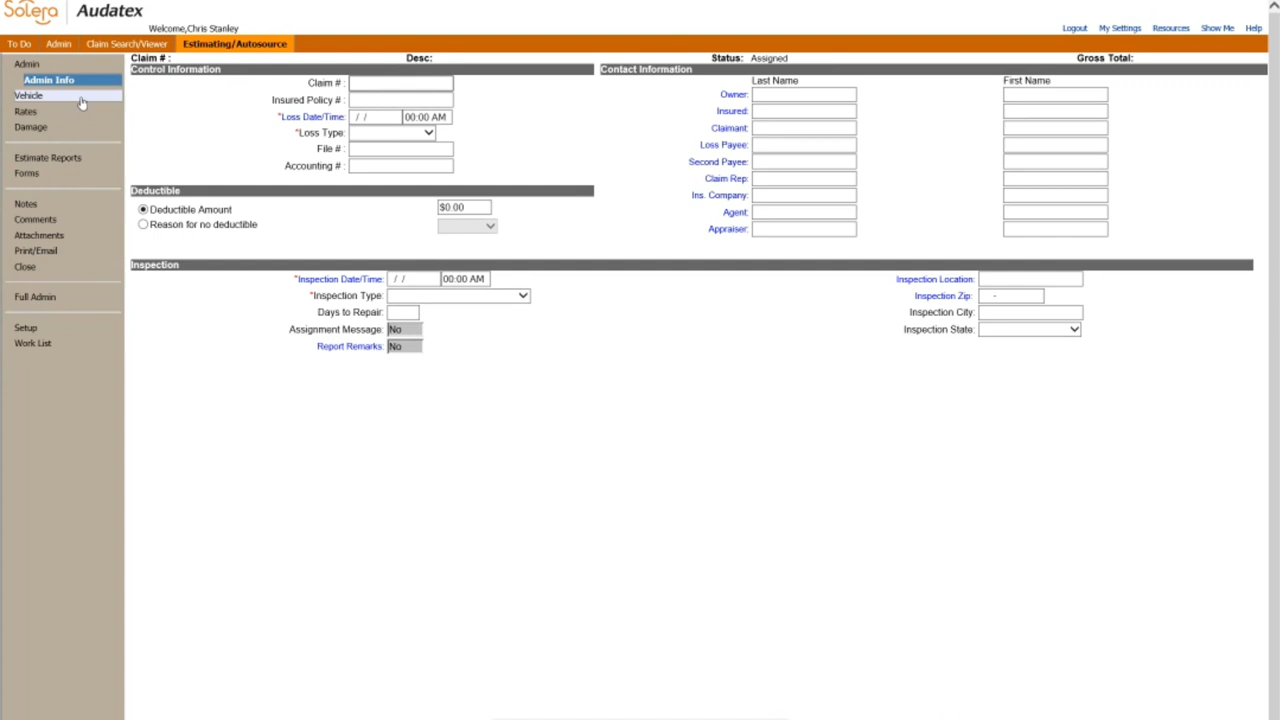 Solera Audatex
Welcome,Chris Stanley
Logout My Settings Resources Show Me Help
To Do Admin Claim Search/Viewer Estimating/Autosource
Claim # : Desc: Status: Assigned Gross Total:
Admin
Admin Info
Vehicle
Rates
Damage
Estimate Reports
Forms
Notes
Comments
Attachments
Print/Email
Close
Full Admin
Setup
Work List
Control Information
Claim # :
Insured Policy # :
*Loss Date/Time: / / 00:00 AM
*Loss Type:
File # :
Accounting # :
Deductible
Deductible Amount $0.00
Reason for no deductible
Contact Information
Last Name First Name
Owner:
Insured:
Claimant:
Loss Payee:
Second Payee:
Claim Rep:
Ins. Company:
Agent:
Appraiser:
Inspection
*Inspection Date/Time: / / 00:00 AM
*Inspection Type:
Days to Repair:
Assignment Message: No
Report Remarks: No
Inspection Location:
Inspection Zip: -
Inspection City:
Inspection State: